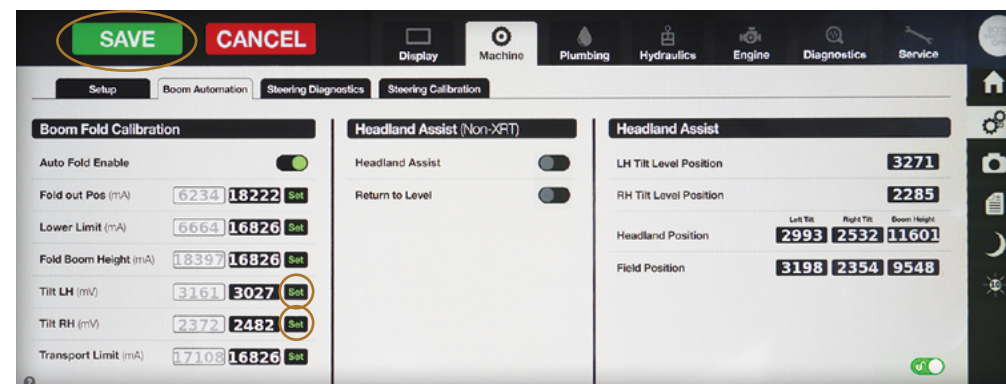 SAVE CANCEL
Display Machine Plumbing Hydraulics Engine Diagnostics Service
Setup Boom Automation Steering Diagnostics Steering Calibration
Boom Fold Calibration
Auto Fold Enable
Fold out Pos (mA) 6234 18222 Set
Lower Limit (mA) 6664 16826 Set
Fold Boom Height (mA) 18397 16826 Set
Tilt LH (mV) 3161 3027 Set
Tilt RH (mV) 2372 2482 Set
Transport Limit (mA) 17108 16826 Set
Headland Assist (Non-XRT)
Headland Assist
Return to Level
Headland Assist
LH Tilt Level Position 3271
RH Tilt Level Position 2285
Left Tilt Right Tilt Boom Height
Headland Position 2993 2532 11601
Field Position 3198 2354 9548